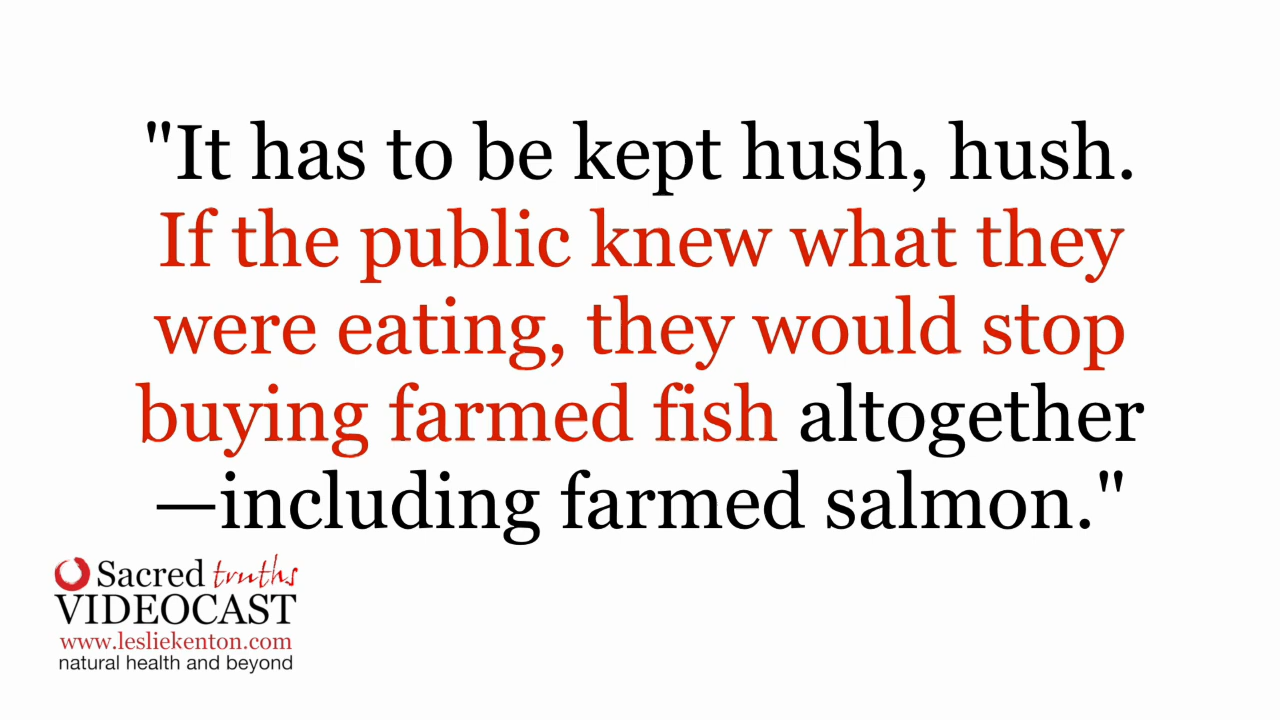 "It has to be kept hush, hush.
If the public knew what they
were eating, they would stop
buying farmed fish altogether
—including farmed salmon."
Sacred truths
VIDEOCAST
www.lesliekenton.com
natural health and beyond